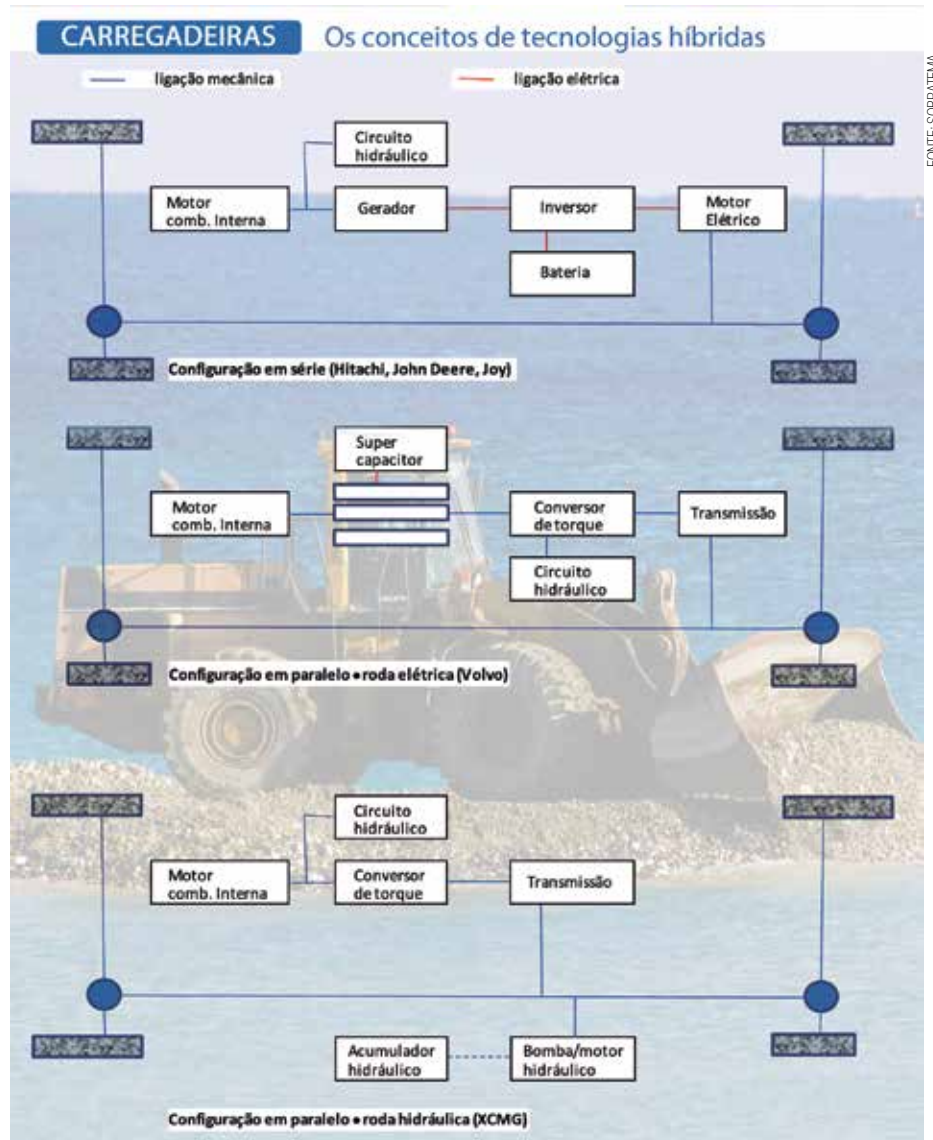 CARREGADEIRAS Os conceitos de tecnologias híbridas
ligação mecânica
ligação elétrica
FONTE: SOBRATEMA
Circuito
hidráulico
Motor
comb. Interna
Gerador
Inversor
Motor
Elétrico
Bateria
Configuração em série (Hitachi, John Deere, Joy)
Super
capacitor
Motor
comb. Interna
Conversor
de torque
Transmissão
Circuito
hidráulico
Configuração em paralelo • roda elétrica (Volvo)
Circuito
hidráulico
Motor
comb. Interna
Conversor
de torque
Transmissão
Acumulador
hidráulico
Bomba/motor
hidráulico
Configuração em paralelo • roda hidráulica (XCMG)